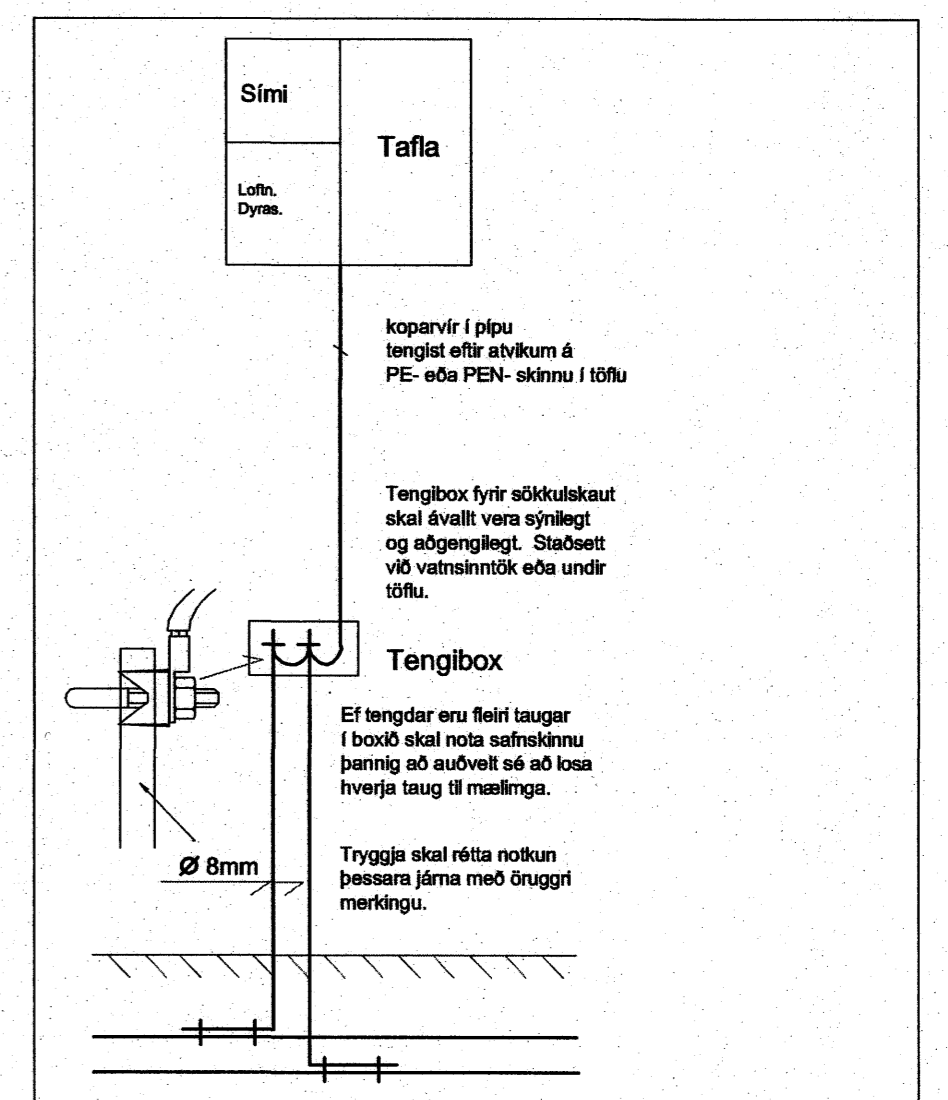 Sími
Tafla
Loftn.
Dyras.
koparvír í pípu
tengist eftir atvikum á
PE- eða PEN- skinnu í töflu
Tengibox fyrir sökkulskaut
skal ávallt vera sýnilegt
og aðgengilegt. Staðsett
við vatnsinntök eða undir
töflu.
Tengibox
Ef tengdar eru fleiri taugar
í boxið skal nota safnskinnu
þannig að auðvelt sé að losa
hverja taug til mælimga.
Ø 8mm
Tryggja skal rétta notkun
þessara járna með öruggri
merkingu.